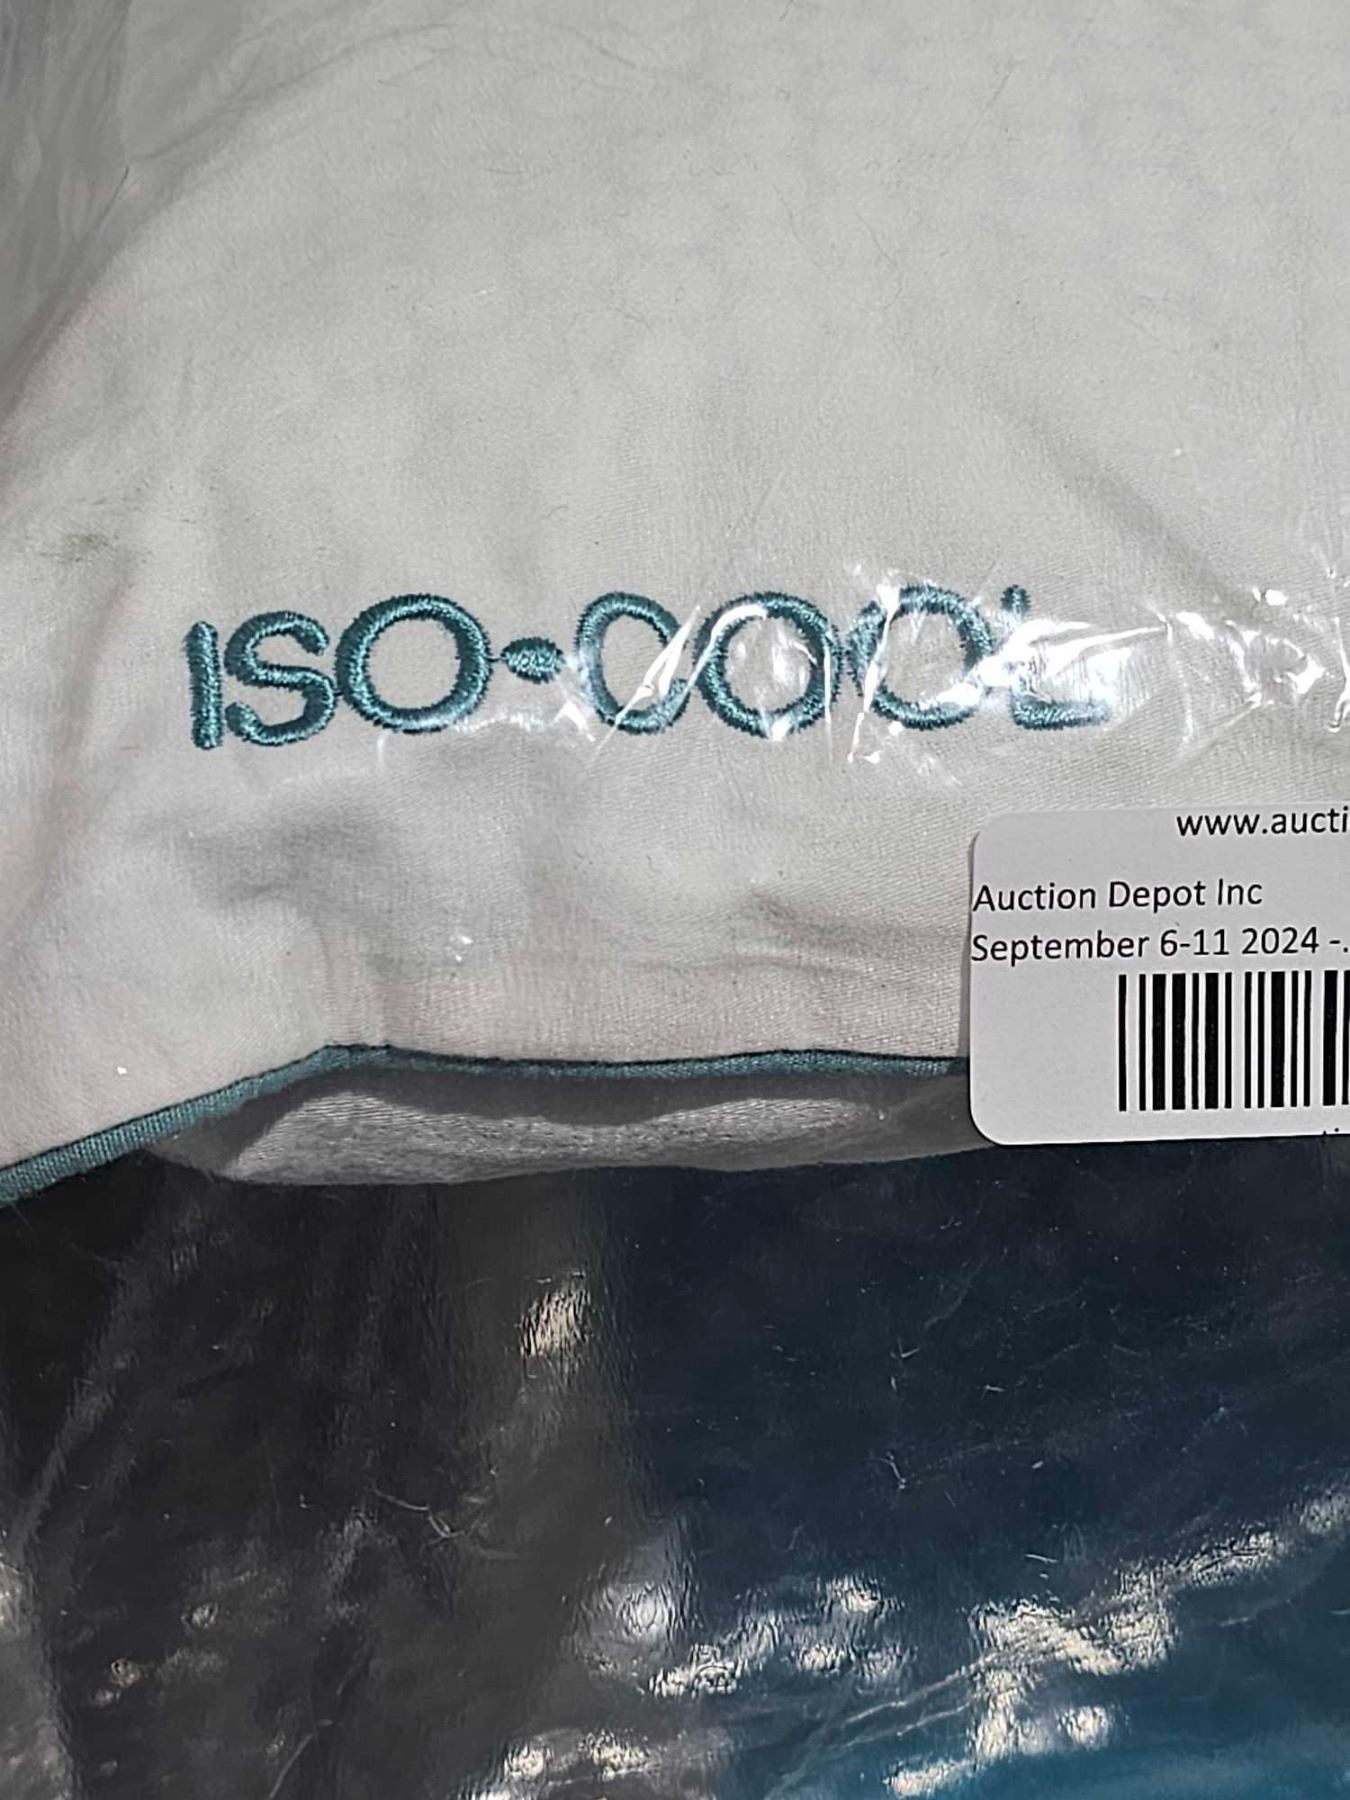 ISO•COOL
www.aucti
Auction Depot Inc
September 6-11 2024 -.